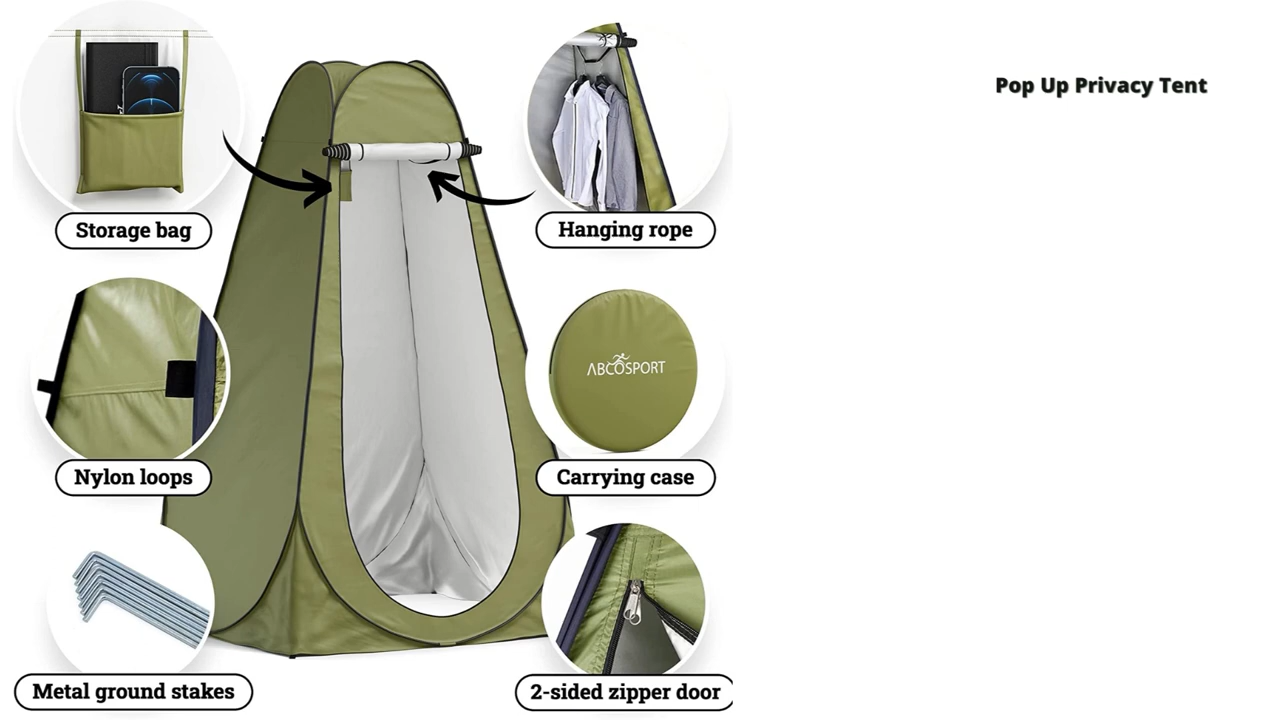 Pop Up Privacy Tent
Storage bag
Hanging rope
Nylon loops
ABCOSPORT
Carrying case
Metal ground stakes
2-sided zipper door